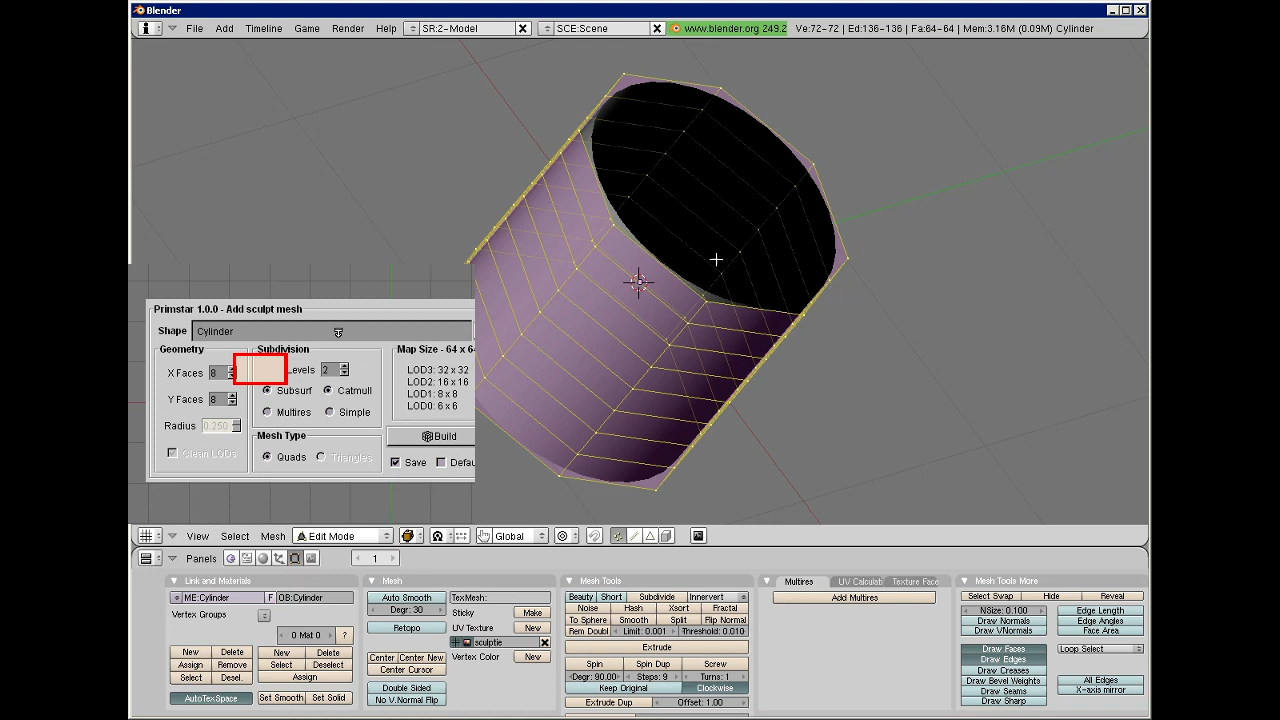 Blender
File Add Timeline Game Render Help SR:2-Model SCE:Scene www.blender.org 249.2 Ve:72-72 | Ed:136-136 | Fa:64-64 | Mem:3.16M (0.09M) Cylinder
Primstar 1.0.0 - Add sculpt mesh
Shape Cylinder
Geometry Subdivision Map Size - 64 x 64
X Faces 8 Levels 2 LOD3: 32 x 32
LOD2: 16 x 16
Subsurf Catmull LOD1: 8 x 8
Y Faces 8 LOD0: 6 x 6
Multires Simple
Radius 0.250
Mesh Type Build
Clean LODs Quads Triangles Save Defau
View Select Mesh Edit Mode Global
Panels 1
Link and Materials Mesh Mesh Tools Multires UV Calculati Texture Face Mesh Tools More
ME:Cylinder F OB:Cylinder Auto Smooth TexMesh: Beauty Short Subdivide Innervert Add Multires Select Swap Hide Reveal
Degr: 30 Sticky Make Noise Hash Xsort Fractal NSize: 0.100 Edge Length
Vertex Groups To Sphere Smooth Split Flip Normal Draw Normals Edge Angles
Retopo UV Texture New Rem Doubl Limit: 0.001 Threshold: 0.010 Draw VNormals Face Area
0 Mat 0 ? sculptie Extrude Draw Faces Loop Select
New Delete New Delete Center Center New Vertex Color New Spin Spin Dup Screw Draw Edges
Assign Remove Select Deselect Center Cursor Degr: 90.00 Steps: 9 Turns: 1 Draw Creases
Select Desel. Assign Double Sided Keep Original Clockwise Draw Bevel Weights All Edges
AutoTexSpace Set Smooth Set Solid No V.Normal Flip Extrude Dup Offset: 1.00 Draw Seams X-axis mirror
Draw Sharp